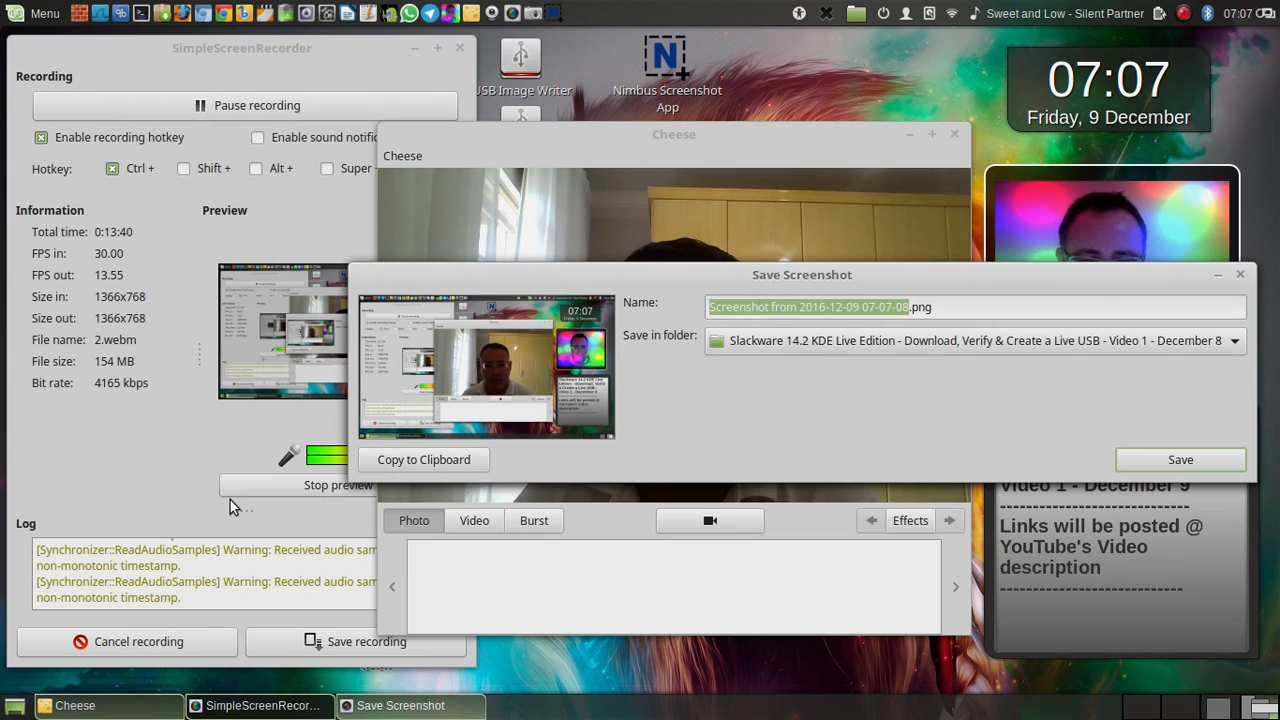 Menu
Sweet and Low - Silent Partner
07:07
SimpleScreenRecorder
Recording
Pause recording
Enable recording hotkey
Enable sound notific
Hotkey:
Ctrl +
Shift +
Alt +
Super
Information
Preview
Total time: 0:13:40
FPS in: 30.00
FPS out: 13.55
Size in: 1366x768
Size out: 1366x768
File name: 2.webm
File size:
Bit rate: 4165 kbps
Stop preview
Log
[Synchronizer::ReadAudioSamples] Warning: Received audio sam
non-monotonic timestamp.
[Synchronizer::ReadAudioSamples] Warning: Received audio sam
non-monotonic timestamp.
Cancel recording
Save recording
USB Image Writer
N
Nimbus Screenshot
App
07:07
Friday, 9 December
Cheese
Cheese
Save Screenshot
Name:
Screenshot from 2016-12-09 07-07-08.png
Save in folder:
Slackware 14.2 KDE Live Edition - Download, Verify & Create a Live USB - Video 1 - December 8
Copy to Clipboard
Save
Photo
Video
Burst
Effects
Video 1 - December 9
---------------------------
Links will be posted @
YouTube's Video
description
--------------------------
Cheese
SimpleScreenRecor...
Save Screenshot